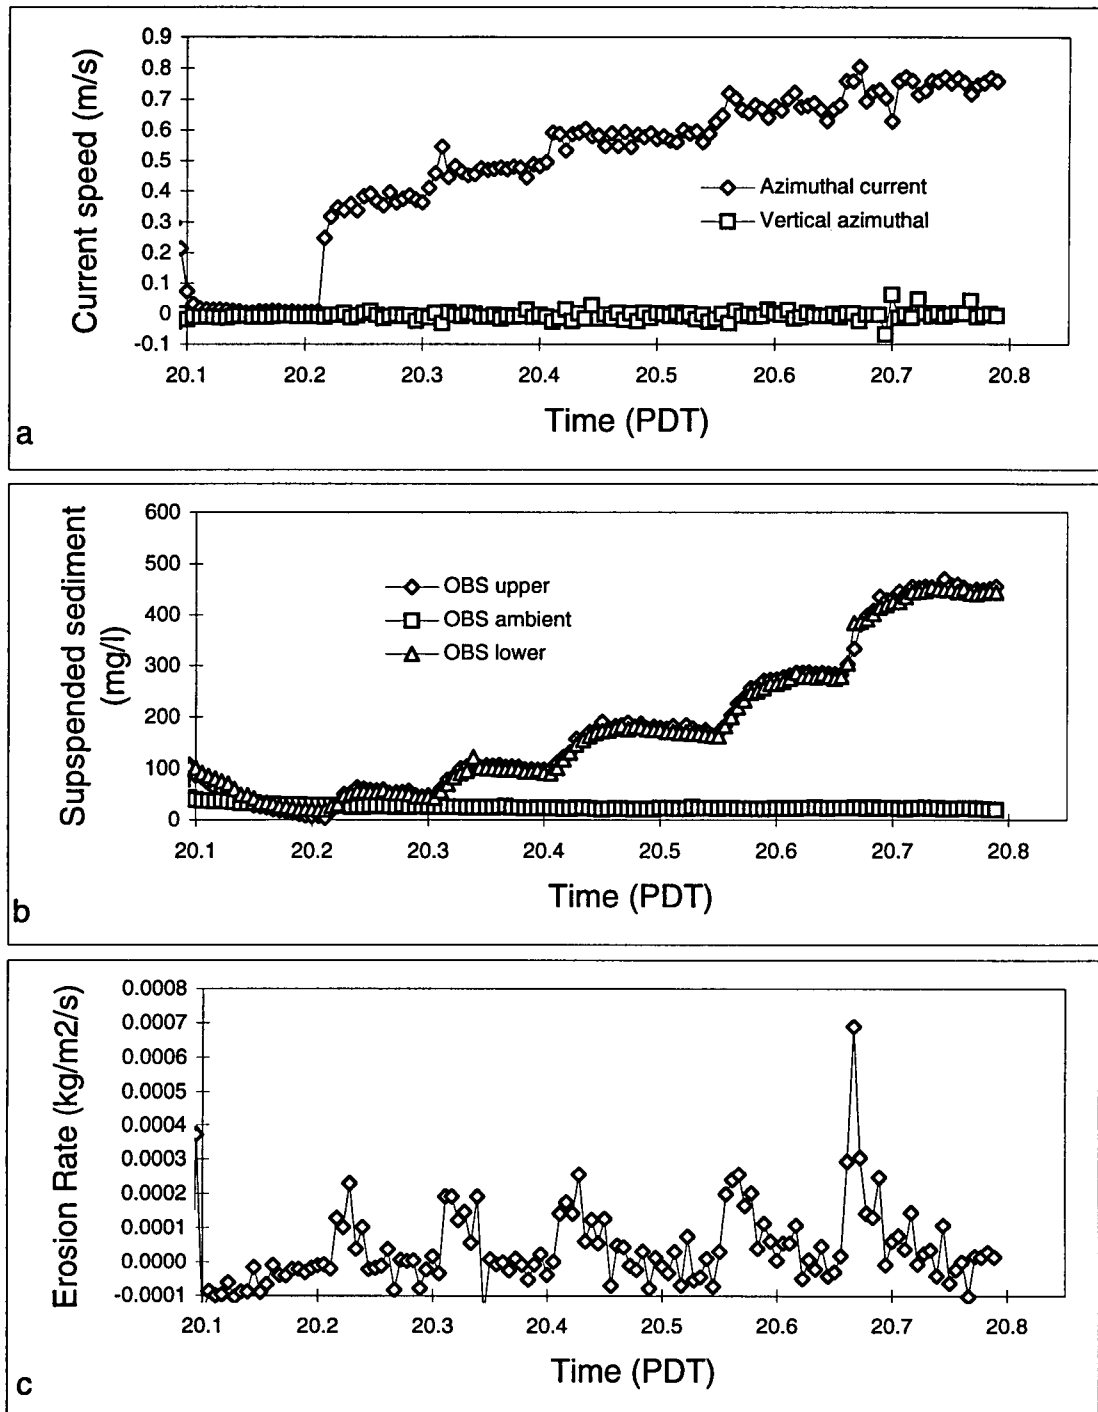 0.9
0.8
0.7
0.6
0.5
0.4
0.3
0.2
0.1
0
-0.1
Current speed (m/s)
Azimuthal current
Vertical azimuthal
20.1 20.2 20.3 20.4 20.5 20.6 20.7 20.8
Time (PDT)
a
600
500
400
300
200
100
0
Supspended sediment
(mg/l)
OBS upper
OBS ambient
OBS lower
20.1 20.2 20.3 20.4 20.5 20.6 20.7 20.8
Time (PDT)
b
0.0008
0.0007
0.0006
0.0005
0.0004
0.0003
0.0002
0.0001
0.0000
-0.0001
Erosion Rate (kg/m2/s)
20.1 20.2 20.3 20.4 20.5 20.6 20.7 20.8
Time (PDT)
c